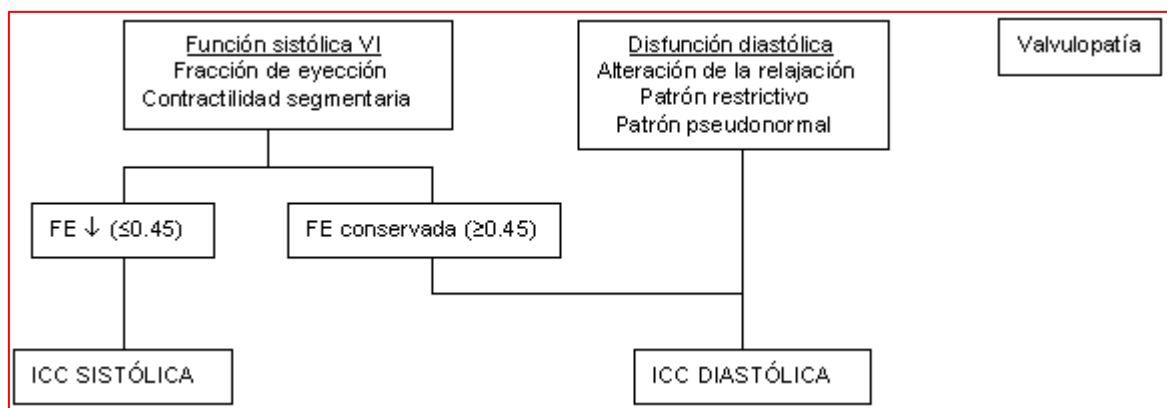 Función sistólica VI
Fracción de eyección
Contractilidad segmentaria
Disfunción diastólica
Alteración de la relajación
Patrón restrictivo
Patrón pseudonormal
Valvulopatía
FE ↓ (≤0.45)
FE conservada (≥0.45)
ICC SISTÓLICA
ICC DIASTÓLICA